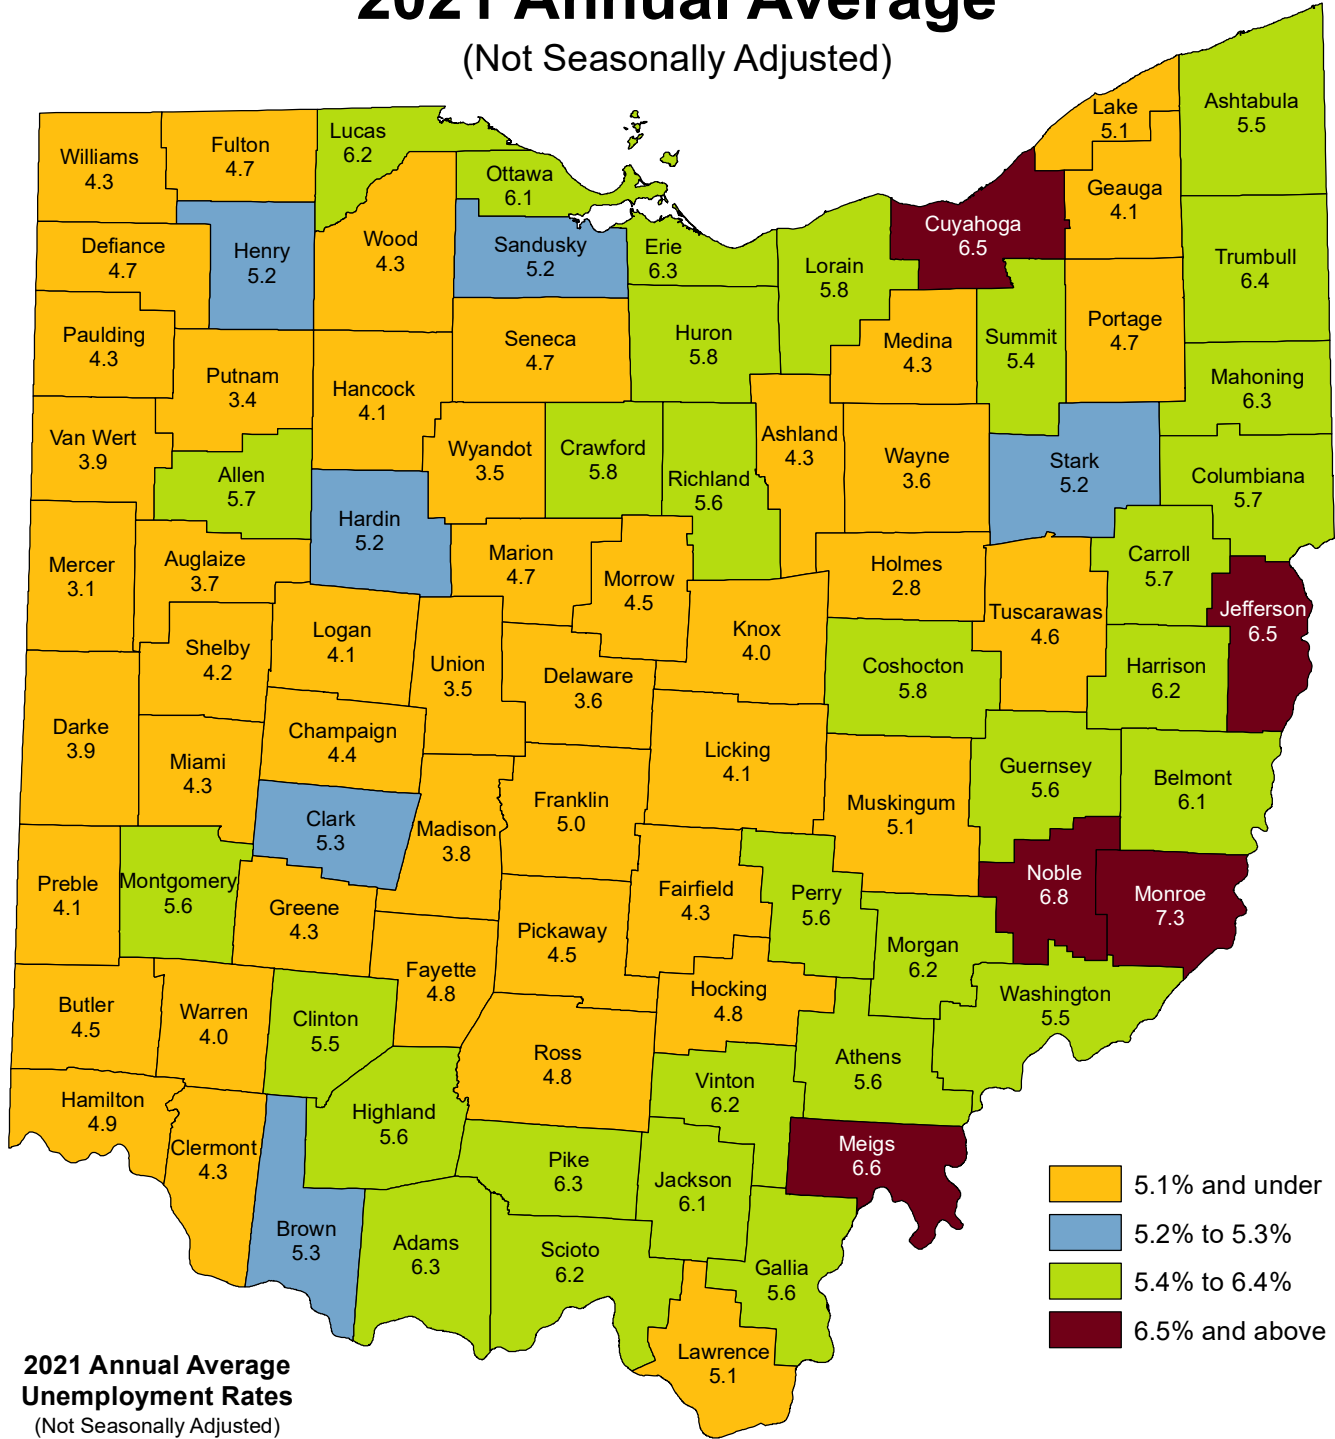 2021 Annual Average
(Not Seasonally Adjusted)
Williams
4.3
Fulton
4.7
Lucas
6.2
Ottawa
6.1
Lake
5.1
Ashtabula
5.5
Geauga
4.1
Cuyahoga
6.5
Defiance
4.7
Henry
5.2
Wood
4.3
Sandusky
5.2
Erie
6.3
Lorain
5.8
Trumbull
6.4
Paulding
4.3
Putnam
3.4
Hancock
4.1
Seneca
4.7
Huron
5.8
Medina
4.3
Summit
5.4
Portage
4.7
Mahoning
6.3
Van Wert
3.9
Allen
5.7
Wyandot
3.5
Crawford
5.8
Richland
5.6
Ashland
4.3
Wayne
3.6
Stark
5.2
Columbiana
5.7
Mercer
3.1
Auglaize
3.7
Hardin
5.2
Marion
4.7
Morrow
4.5
Holmes
2.8
Tuscarawas
4.6
Carroll
5.7
Jefferson
6.5
Shelby
4.2
Logan
4.1
Union
3.5
Delaware
3.6
Knox
4.0
Coshocton
5.8
Harrison
6.2
Darke
3.9
Miami
4.3
Champaign
4.4
Licking
4.1
Muskingum
5.1
Guernsey
5.6
Belmont
6.1
Clark
5.3
Madison
3.8
Franklin
5.0
Preble
4.1
Montgomery
5.6
Greene
4.3
Fairfield
4.3
Perry
5.6
Noble
6.8
Monroe
7.3
Pickaway
4.5
Morgan
6.2
Fayette
4.8
Hocking
4.8
Washington
5.5
Butler
4.5
Warren
4.0
Clinton
5.5
Ross
4.8
Athens
5.6
Vinton
6.2
Hamilton
4.9
Clermont
4.3
Highland
5.6
Pike
6.3
Jackson
6.1
Meigs
6.6
Brown
5.3
Adams
6.3
Scioto
6.2
Gallia
5.6
Lawrence
5.1
5.1% and under
5.2% to 5.3%
5.4% to 6.4%
6.5% and above
2021 Annual Average
Unemployment Rates
(Not Seasonally Adjusted)